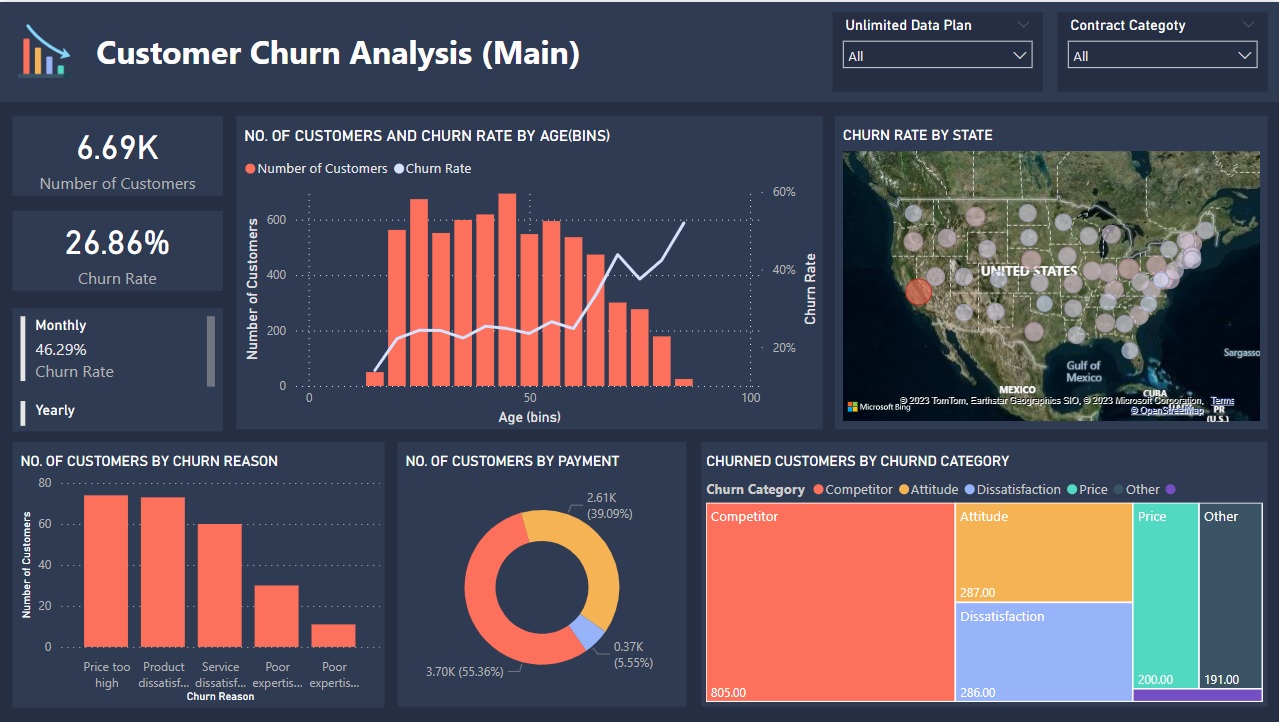 Customer Churn Analysis (Main)
Unlimited Data Plan
All
Contract Categoty
All
6.69K
Number of Customers
26.86%
Churn Rate
Monthly
46.29%
Churn Rate
Yearly
NO. OF CUSTOMERS AND CHURN RATE BY AGE(BINS)
Number of Customers Churn Rate
Number of Customers
600
400
200
0
60%
40%
20%
Churn Rate
0 50 100
Age (bins)
CHURN RATE BY STATE
UNITED STATES
Gulf of
Mexico
Sargasso
MEXICO
CUBA
PR
(U.S.)
Microsoft Bing
© 2023 TomTom, Earthstar Geographics SIO, © 2023 Microsoft Corporation, Terms
© OpenStreetMap
NO. OF CUSTOMERS BY CHURN REASON
Number of Customers
80
60
40
20
0
Price too
high
Product
dissatisf...
Service
dissatisf...
Poor
expertis...
Poor
expertis...
Churn Reason
NO. OF CUSTOMERS BY PAYMENT
2.61K
(39.09%)
0.37K
(5.55%)
3.70K (55.36%)
CHURNED CUSTOMERS BY CHURND CATEGORY
Churn Category Competitor Attitude Dissatisfaction Price Other
Competitor
805.00
Attitude
287.00
Dissatisfaction
286.00
Price
200.00
Other
191.00